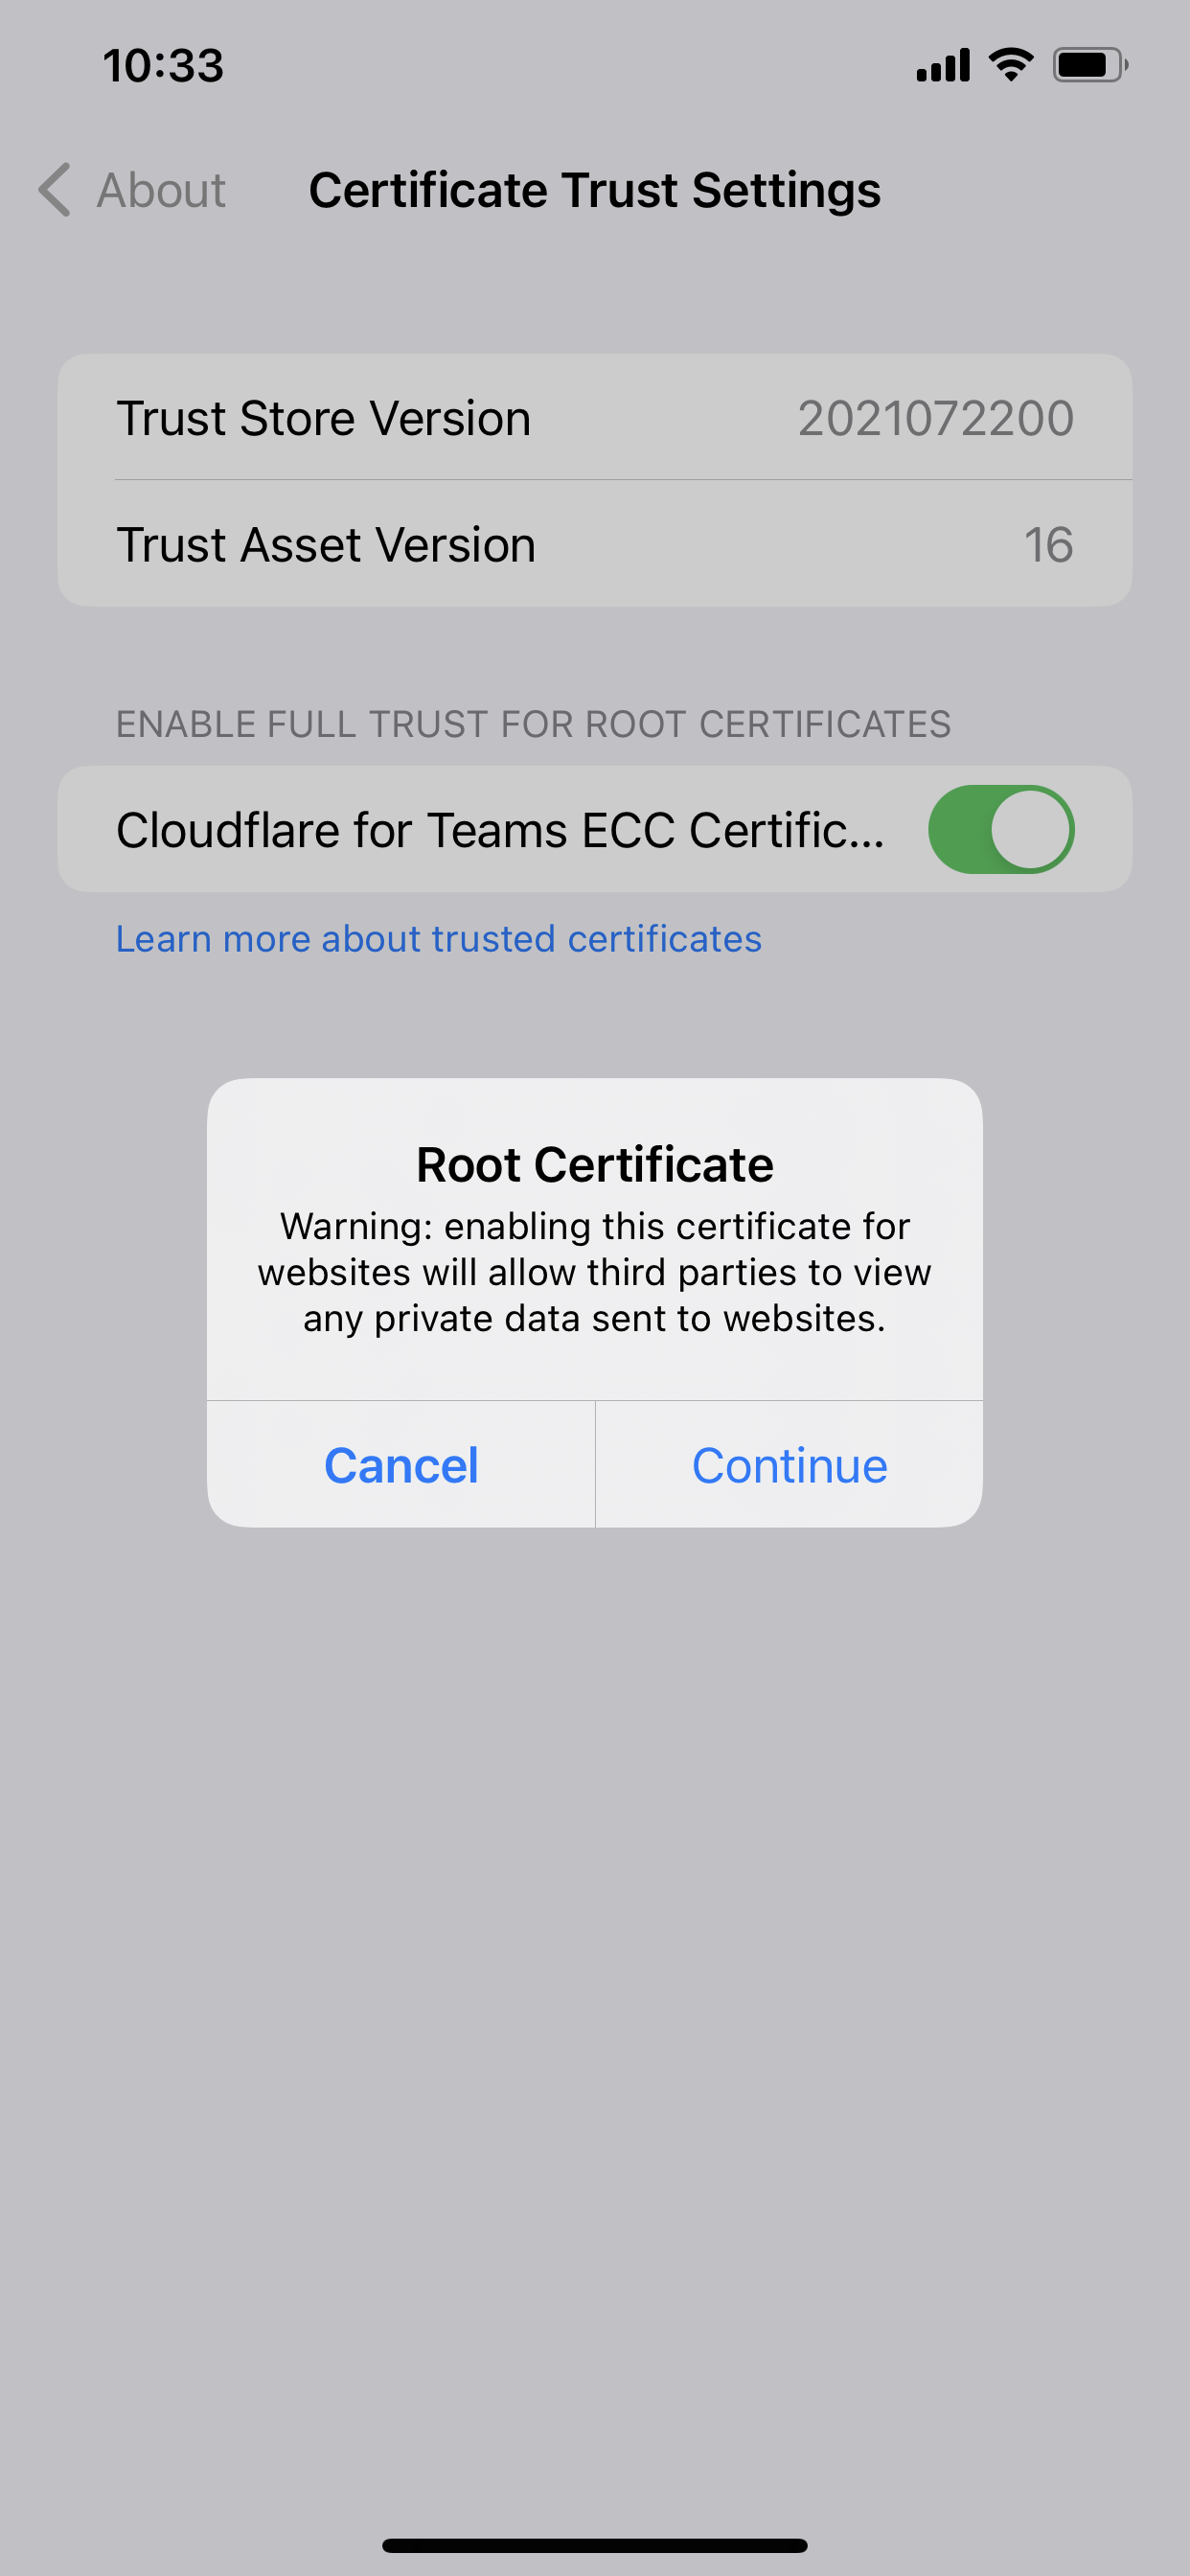 10:33
About
Certificate Trust Settings
Trust Store Version 2021072200
Trust Asset Version 16
ENABLE FULL TRUST FOR ROOT CERTIFICATES
Cloudflare for Teams ECC Certific...
Learn more about trusted certificates
Root Certificate
Warning: enabling this certificate for
websites will allow third parties to view
any private data sent to websites.
Cancel Continue